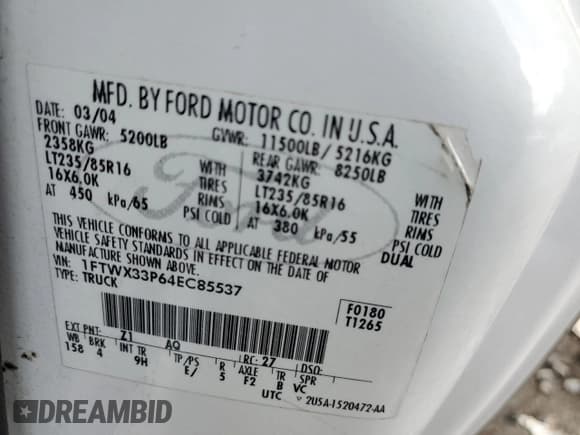 MFD. BY FORD MOTOR CO. IN U.S.A.
DATE: 03/04 GVWR: 11500LB/ 5216KG
FRONT GAWR: 5200LB REAR GAWR: 8250LB
2358KG WITH 3742KG WITH
LT235/85R16 TIRES LT235/85R16 TIRES
16X6.0K RIMS 16X6.0K RIMS
AT 450 kPa/65 PSI COLD AT 380 kPa/55 PSI COLD
DUAL
THIS VEHICLE CONFORMS TO ALL APPLICABLE FEDERAL MOTOR
VEHICLE SAFETY STANDARDS IN EFFECT ON THE DATE OF
MANUFACTURE SHOWN ABOVE.
VIN: 1FTWX33P64EC85537
TYPE: TRUCK
F0180
T1265
EXT PNT: Z1 AQ RC: 27 DSO:
WB BRK INT TR TP/PS R AXLE TR SPR
158 4 9H E/ 5 F2 B VC
UTC 2U5A-1520472-AA
Ford
DREAMBID